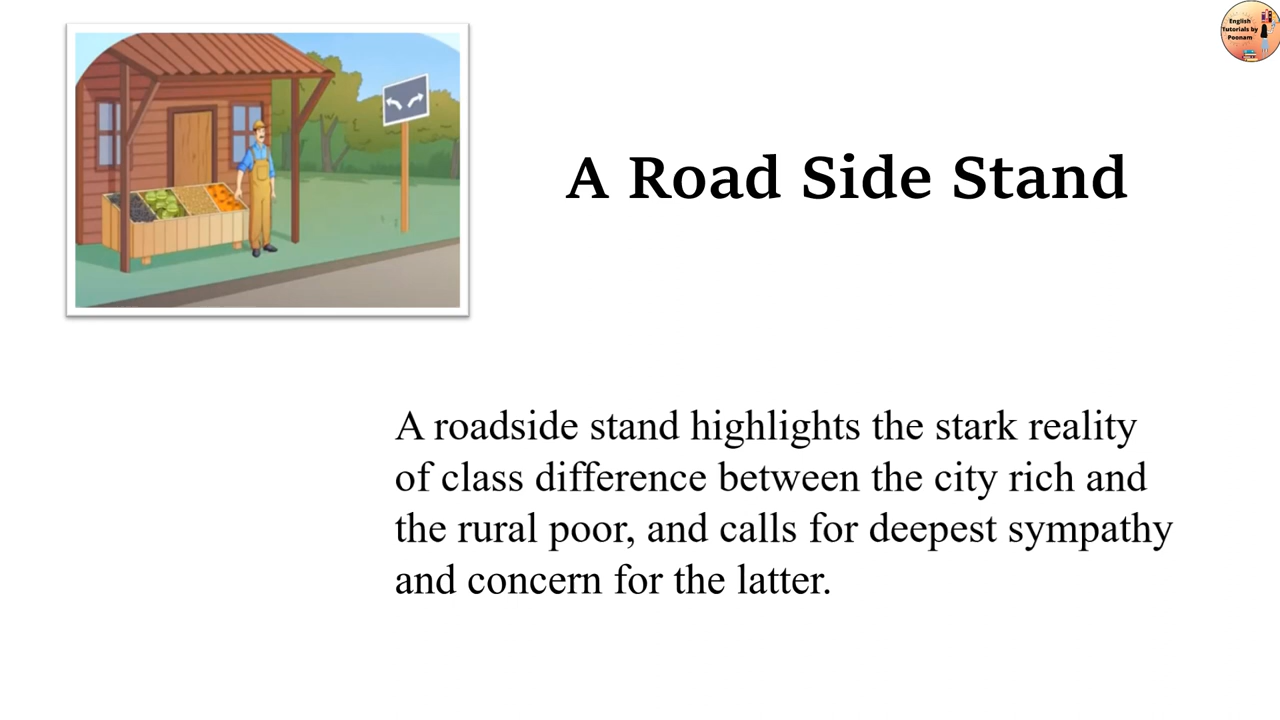 English
Tutorials by
Poonam
A Road Side Stand
A roadside stand highlights the stark reality
of class difference between the city rich and
the rural poor, and calls for deepest sympathy
and concern for the latter.